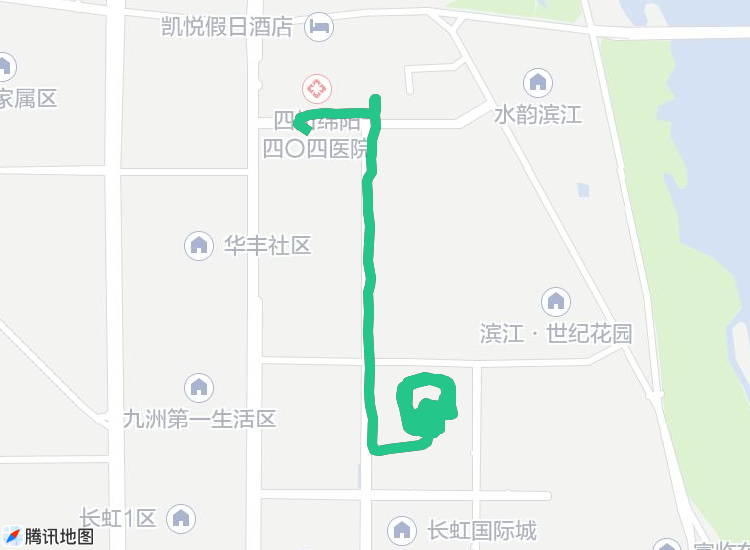 凯悦假日酒店
家属区
水韵滨江
四川绵阳
四〇四医院
华丰社区
滨江·世纪花园
九洲第一生活区
长虹1区
长虹国际城
腾讯地图